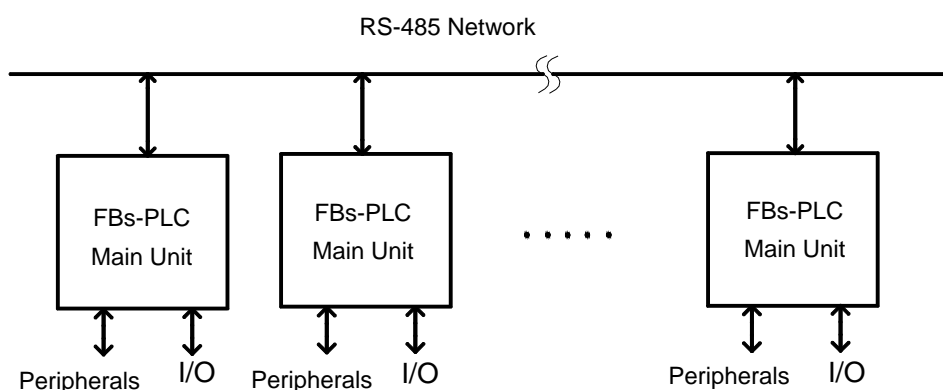 RS-485 Network
FBs-PLC
Main Unit
FBs-PLC
Main Unit
FBs-PLC
Main Unit
Peripherals
I/O
Peripherals
I/O
Peripherals
I/O